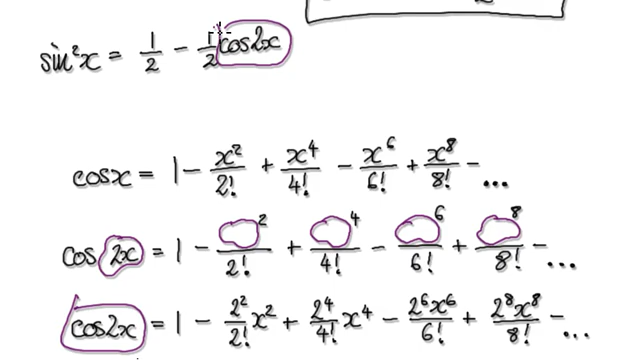 sin²x = 1/2 − 1/2 cos2x
cosx = 1 − x²/2! + x⁴/4! − x⁶/6! + x⁸/8! − ...
cos 2x = 1 − ( )²/2! + ( )⁴/4! − ( )⁶/6! + ( )⁸/8! − ...
cos2x = 1 − 2²/2! x² + 2⁴/4! x⁴ − 2⁶x⁶/6! + 2⁸x⁸/8! − ...